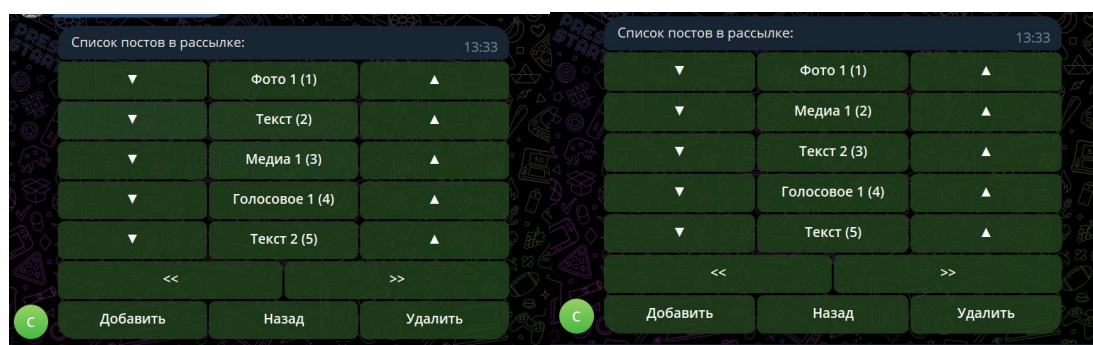 Список постов в рассылке:
13:33
▼ Фото 1 (1) ▲
▼ Текст (2) ▲
▼ Медиа 1 (3) ▲
▼ Голосовое 1 (4) ▲
▼ Текст 2 (5) ▲
<< >>
С
Добавить Назад Удалить
Список постов в рассылке:
13:33
▼ Фото 1 (1) ▲
▼ Медиа 1 (2) ▲
▼ Текст 2 (3) ▲
▼ Голосовое 1 (4) ▲
▼ Текст (5) ▲
<< >>
С
Добавить Назад Удалить